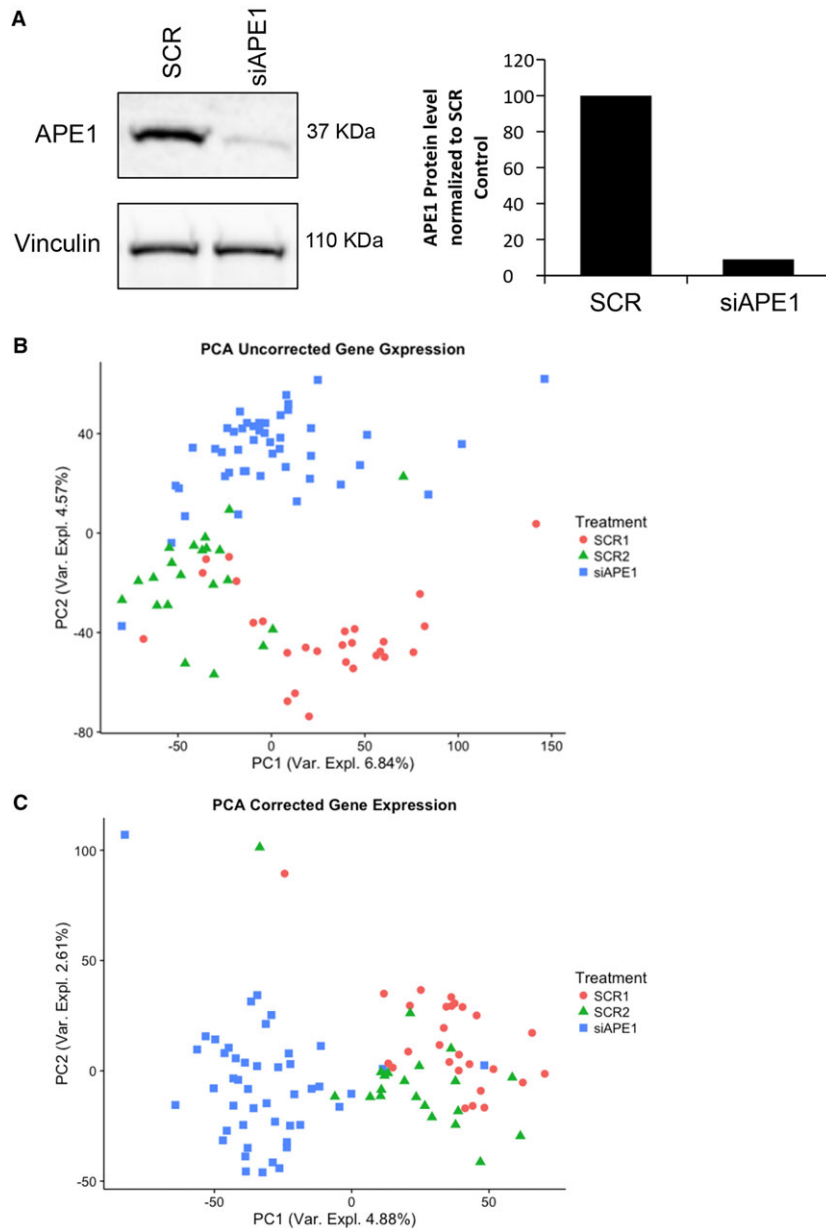 A
SCR
siAPE1
APE1
37 KDa
Vinculin
110 KDa
APE1 Protein level
normalized to SCR
Control
120
100
80
60
40
20
0
SCR
siAPE1
B
PCA Uncorrected Gene Gxpression
PC2 (Var. Expl. 4.57%)
40
0
-40
-80
-50
0
50
100
150
PC1 (Var. Expl. 6.84%)
Treatment
SCR1
SCR2
siAPE1
C
PCA Corrected Gene Expression
PC2 (Var. Expl. 2.61%)
100
50
0
-50
-50
0
50
PC1 (Var. Expl. 4.88%)
Treatment
SCR1
SCR2
siAPE1